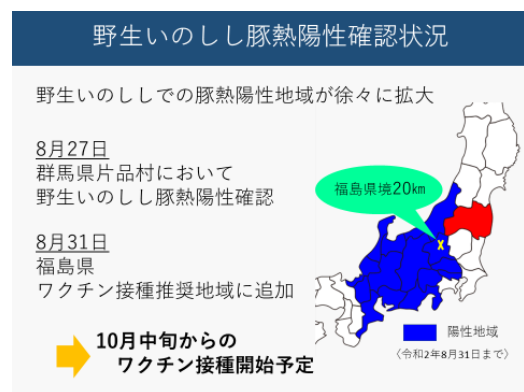 野生いのしし豚熱陽性確認状況
野生いのししでの豚熱陽性地域が徐々に拡大
8月27日
群馬県片品村において
野生いのしし豚熱陽性確認
8月31日
福島県
ワクチン接種推奨地域に追加
10月中旬からの
ワクチン接種開始予定
福島県境20km
X
陽性地域
（令和2年8月31日まで）